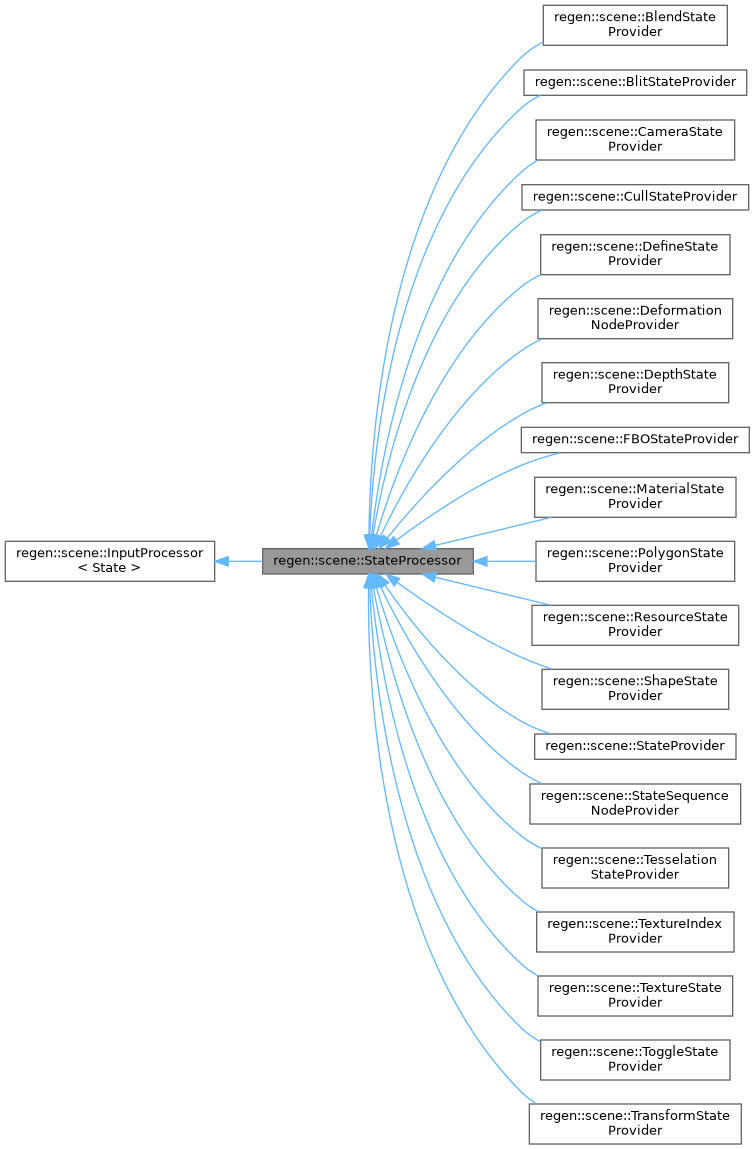 regen::scene::BlendState
Provider
regen::scene::BlitStateProvider
regen::scene::CameraState
Provider
regen::scene::CullStateProvider
regen::scene::DefineState
Provider
regen::scene::Deformation
NodeProvider
regen::scene::DepthState
Provider
regen::scene::FBOStateProvider
regen::scene::MaterialState
Provider
regen::scene::InputProcessor
< State >
regen::scene::StateProcessor
regen::scene::PolygonState
Provider
regen::scene::ResourceState
Provider
regen::scene::ShapeState
Provider
regen::scene::StateProvider
regen::scene::StateSequence
NodeProvider
regen::scene::Tesselation
StateProvider
regen::scene::TextureIndex
Provider
regen::scene::TextureState
Provider
regen::scene::ToggleState
Provider
regen::scene::TransformState
Provider